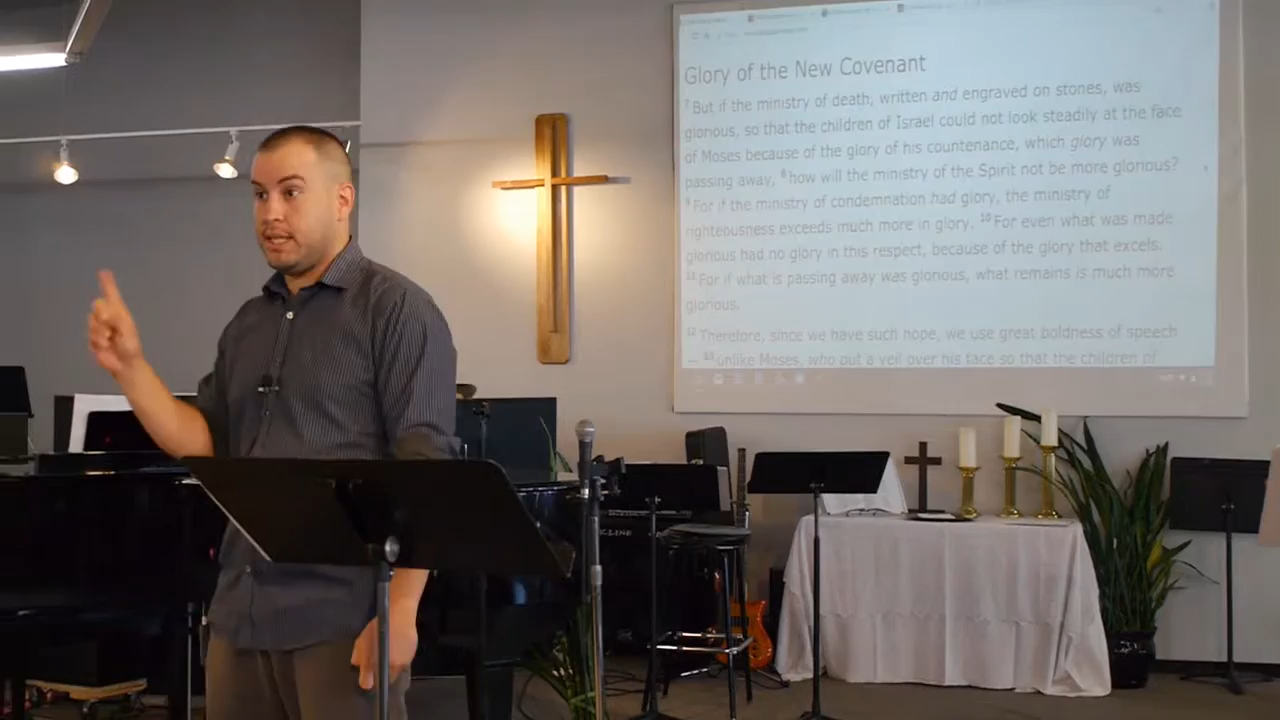 Glory of the New Covenant
7 But if the ministry of death, written and engraved on stones, was
glorious, so that the children of Israel could not look steadily at the face
of Moses because of the glory of his countenance, which glory was
passing away, 8 how will the ministry of the Spirit not be more glorious?
9 For if the ministry of condemnation had glory, the ministry of
righteousness exceeds much more in glory. 10 For even what was made
glorious had no glory in this respect, because of the glory that excels.
11 For if what is passing away was glorious, what remains is much more
glorious.
12 Therefore, since we have such hope, we use great boldness of speech
— 13 unlike Moses, who put a veil over his face so that the children of